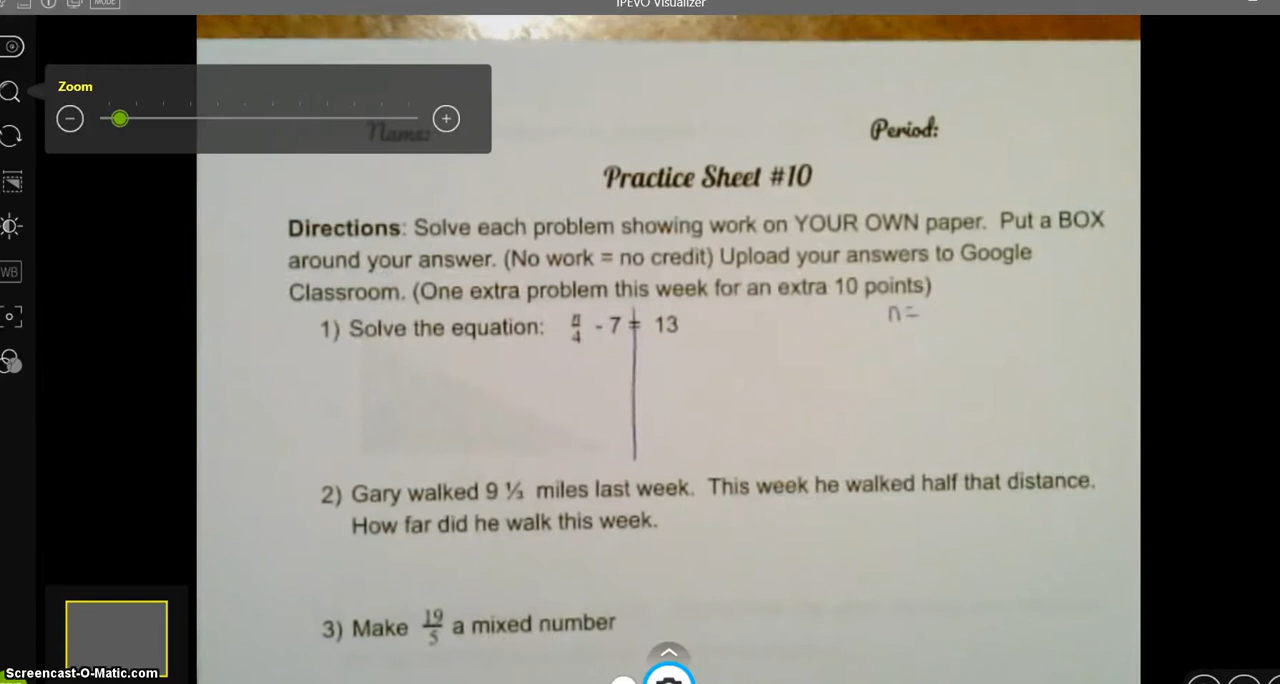 IPEVO Visualizer
MODE
Zoom
Name:
Period:
Practice Sheet #10
Directions: Solve each problem showing work on YOUR OWN paper. Put a BOX
around your answer. (No work = no credit) Upload your answers to Google
Classroom. (One extra problem this week for an extra 10 points)
n=
1) Solve the equation: n/4 - 7 = 13
WB
2) Gary walked 9 ⅓ miles last week. This week he walked half that distance.
How far did he walk this week.
3) Make 19/5 a mixed number
Screencast-O-Matic.com